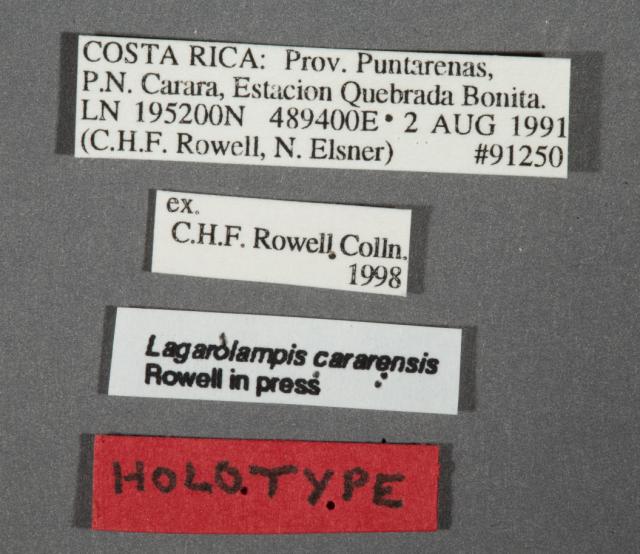 COSTA RICA: Prov. Puntarenas,
P.N. Carara, Estacion Quebrada Bonita.
LN 195200N 489400E 2 AUG 1991
(C.H.F. Rowell, N. Elsner) #91250
ex.
C.H.F. Rowell Colln.
1998
Lagarolampis cararensis
Rowell in press
HOLOTYPE